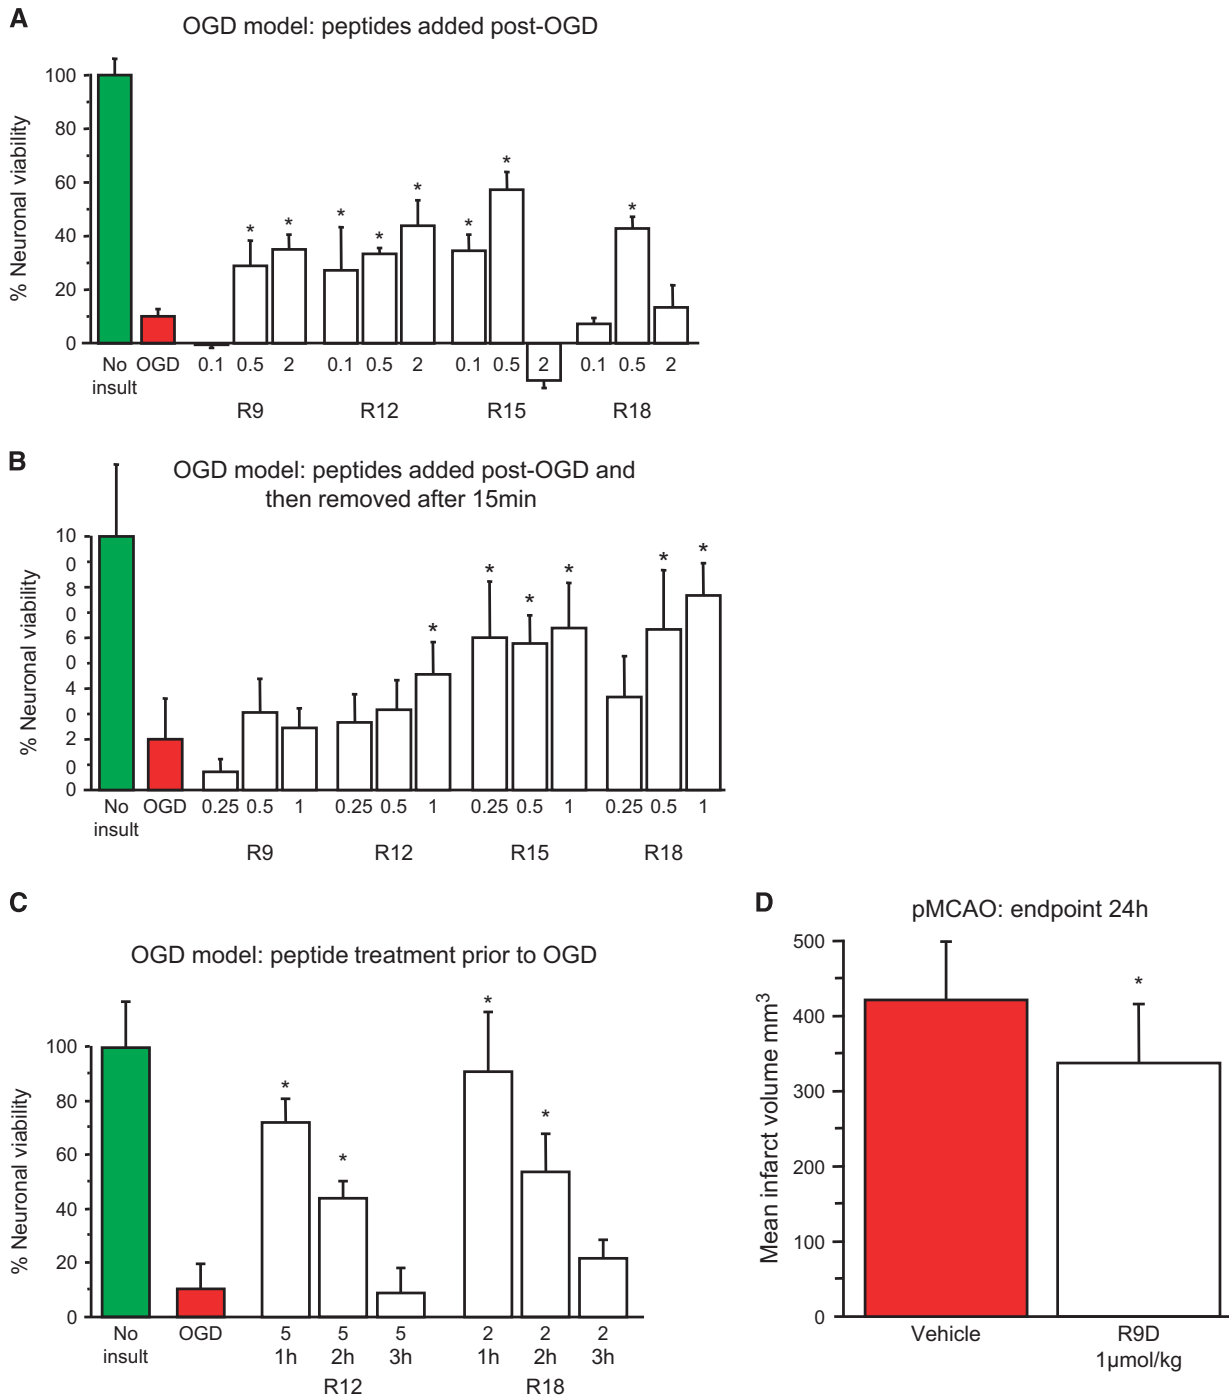 A
OGD model: peptides added post-OGD
% Neuronal viability
100
80
60
40
20
0
* * * * * * * *
No OGD 0.1 0.5 2 0.1 0.5 2 0.1 0.5 2 0.1 0.5 2
insult
R9 R12 R15 R18
B
OGD model: peptides added post-OGD and
then removed after 15min
% Neuronal viability
10
0
8
0
6
0
4
0
2
0
0
* * * * * *
No OGD 0.25 0.5 1 0.25 0.5 1 0.25 0.5 1 0.25 0.5 1
insult
R9 R12 R15 R18
C
OGD model: peptide treatment prior to OGD
% Neuronal viability
100
80
60
40
20
0
* * * *
No OGD 5 5 5 2 2 2
insult 1h 2h 3h 1h 2h 3h
R12 R18
D
pMCAO: endpoint 24h
Mean infarct volume mm³
500
400
300
200
100
0
*
Vehicle R9D
1µmol/kg